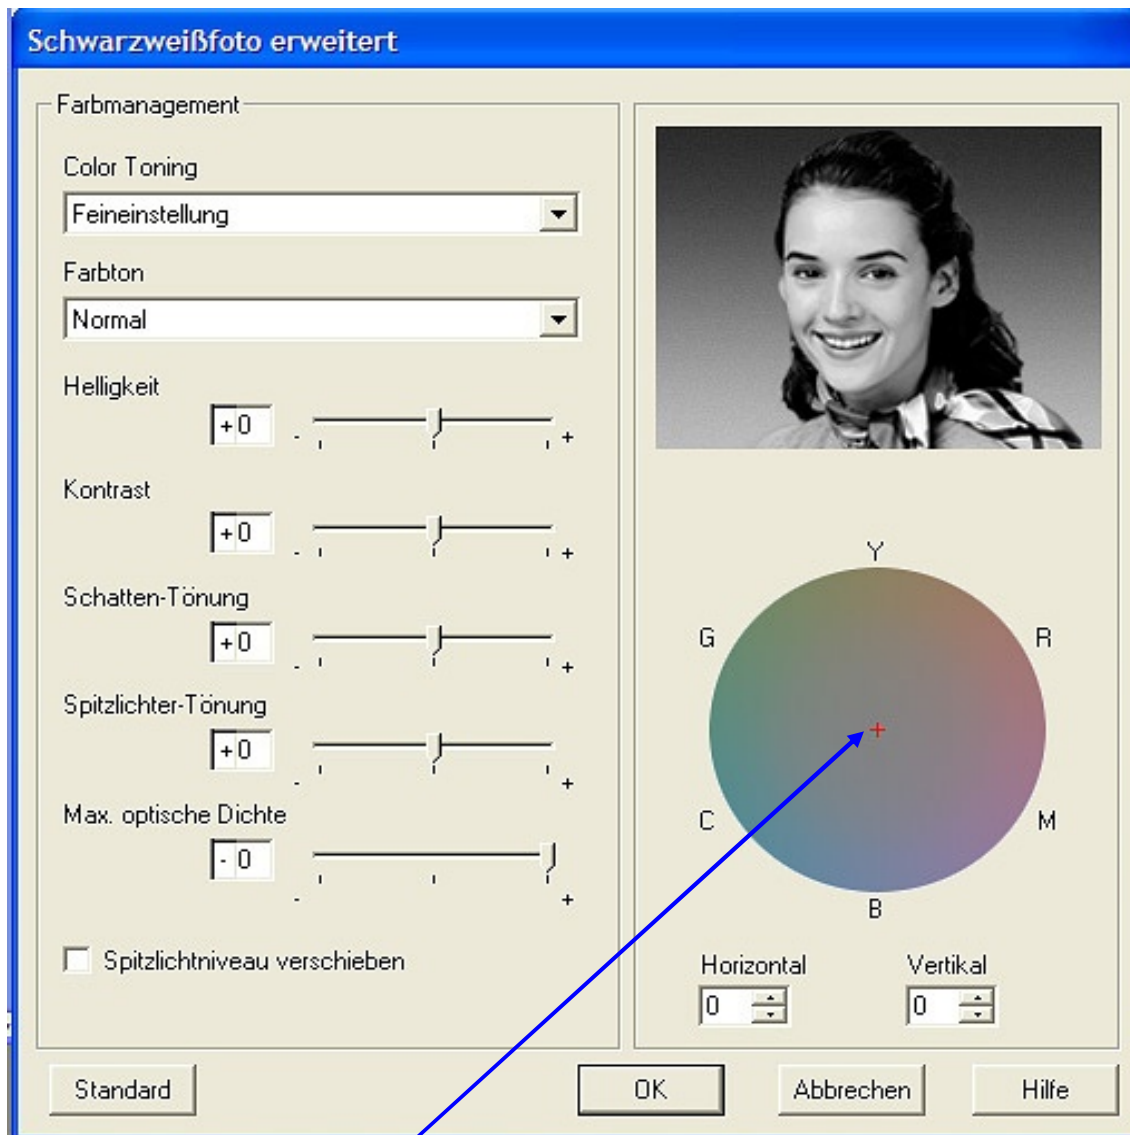 Schwarzweißfoto erweitert
Farbmanagement
Color Toning
Feineinstellung
Farbton
Normal
Helligkeit
+0 - +
Kontrast
+0 - +
Schatten-Tönung
+0 - +
Spitzlichter-Tönung
+0 - +
Max. optische Dichte
- 0 - +
Spitzlichtniveau verschieben
Y
G R
C M
B
Horizontal Vertikal
0 0
Standard OK Abbrechen Hilfe